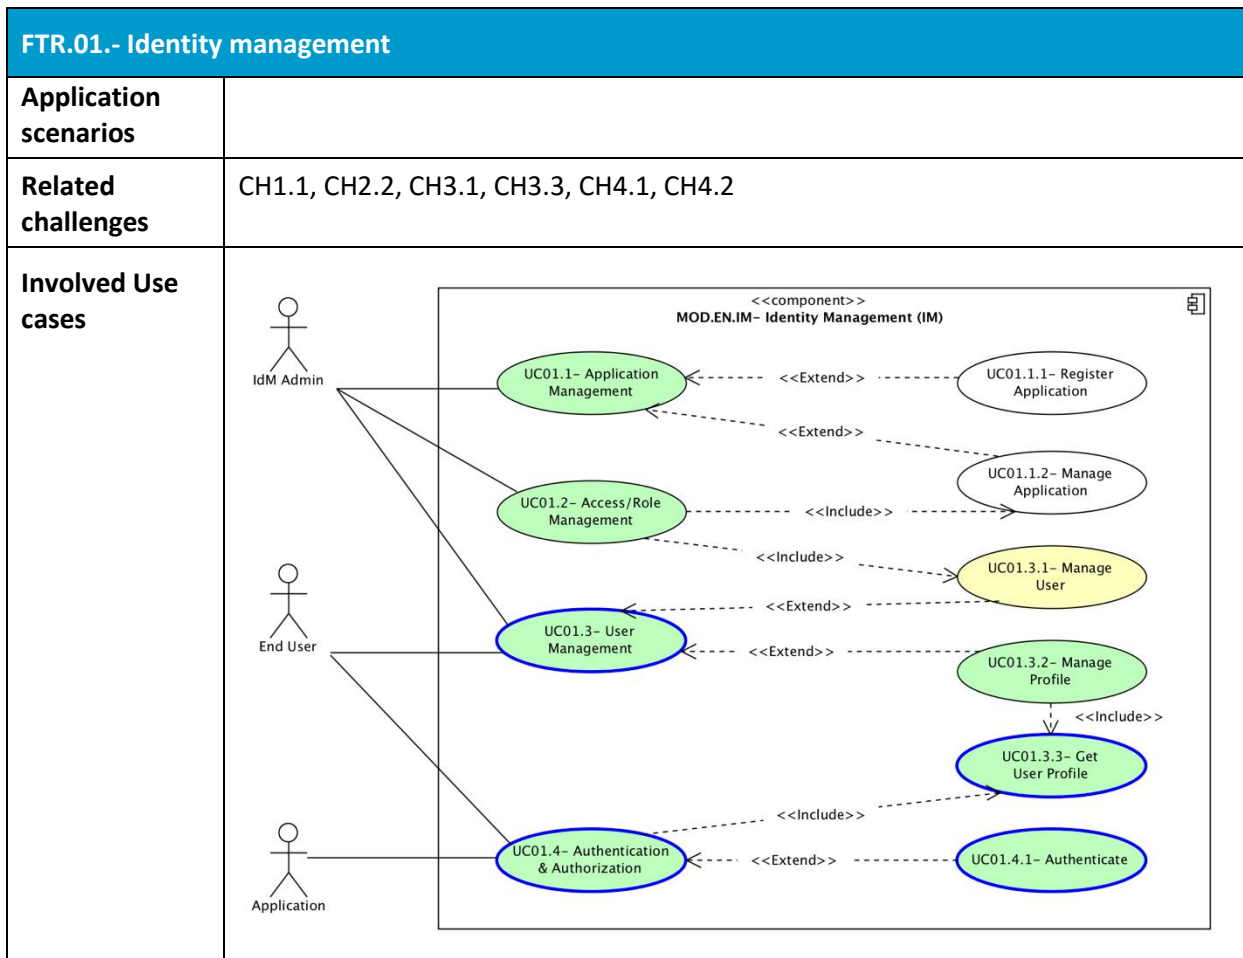 FTR.01.- Identity management
Application
scenarios
Related
challenges
CH1.1, CH2.2, CH3.1, CH3.3, CH4.1, CH4.2
Involved Use
cases
<<component>>
MOD.EN.IM– Identity Management (IM)
IdM Admin
UC01.1– Application
Management
<<Extend>>
UC01.1.1– Register
Application
<<Extend>>
UC01.1.2– Manage
Application
UC01.2– Access/Role
Management
<<Include>>
<<Include>>
UC01.3.1– Manage
User
<<Extend>>
End User
UC01.3– User
Management
<<Extend>>
UC01.3.2– Manage
Profile
<<Include>>
UC01.3.3– Get
User Profile
<<Include>>
Application
UC01.4– Authentication
& Authorization
<<Extend>>
UC01.4.1– Authenticate